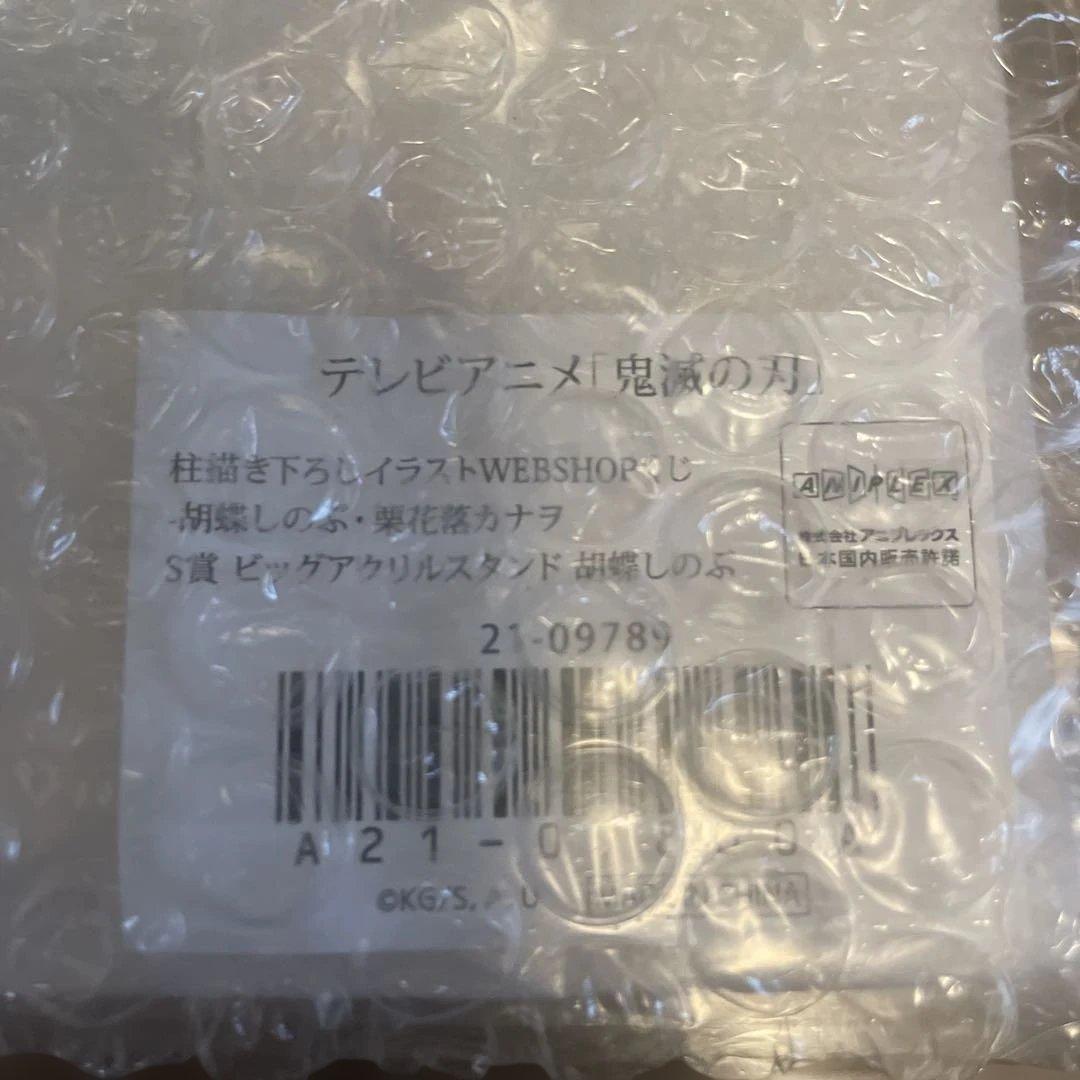 テレビアニメ「鬼滅の刃」
柱描き下ろしイラストWEBSHOPくじ
-胡蝶しのぶ・栗花落カナヲ
S賞 ビッグアクリルスタンド 胡蝶しのぶ
ANIPLEX
株式会社アニプレックス
日本国内販売許諾
21-09789
A21-0
©KG/S,
CHINA